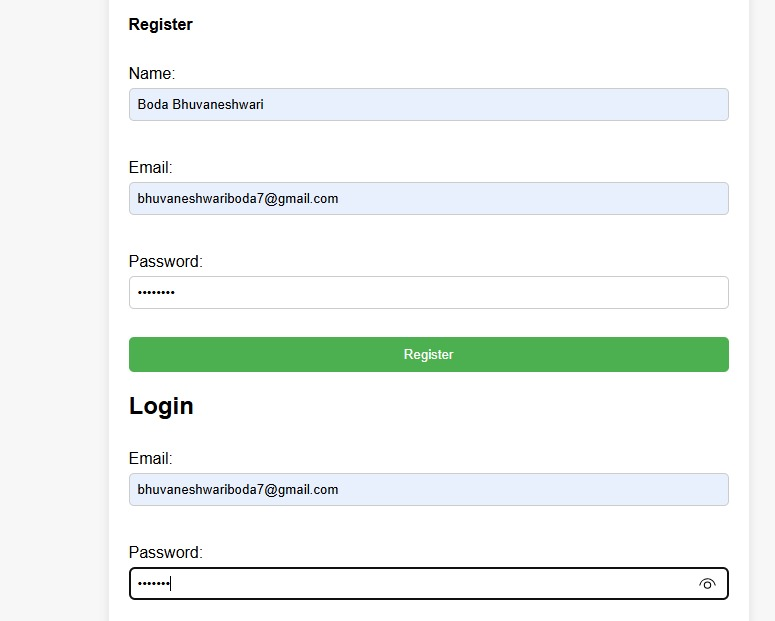 Register
Name:
Boda Bhuvaneshwari
Email:
bhuvaneshwariboda7@gmail.com
Password:
••••••••
Register
Login
Email:
bhuvaneshwariboda7@gmail.com
Password:
•••••••